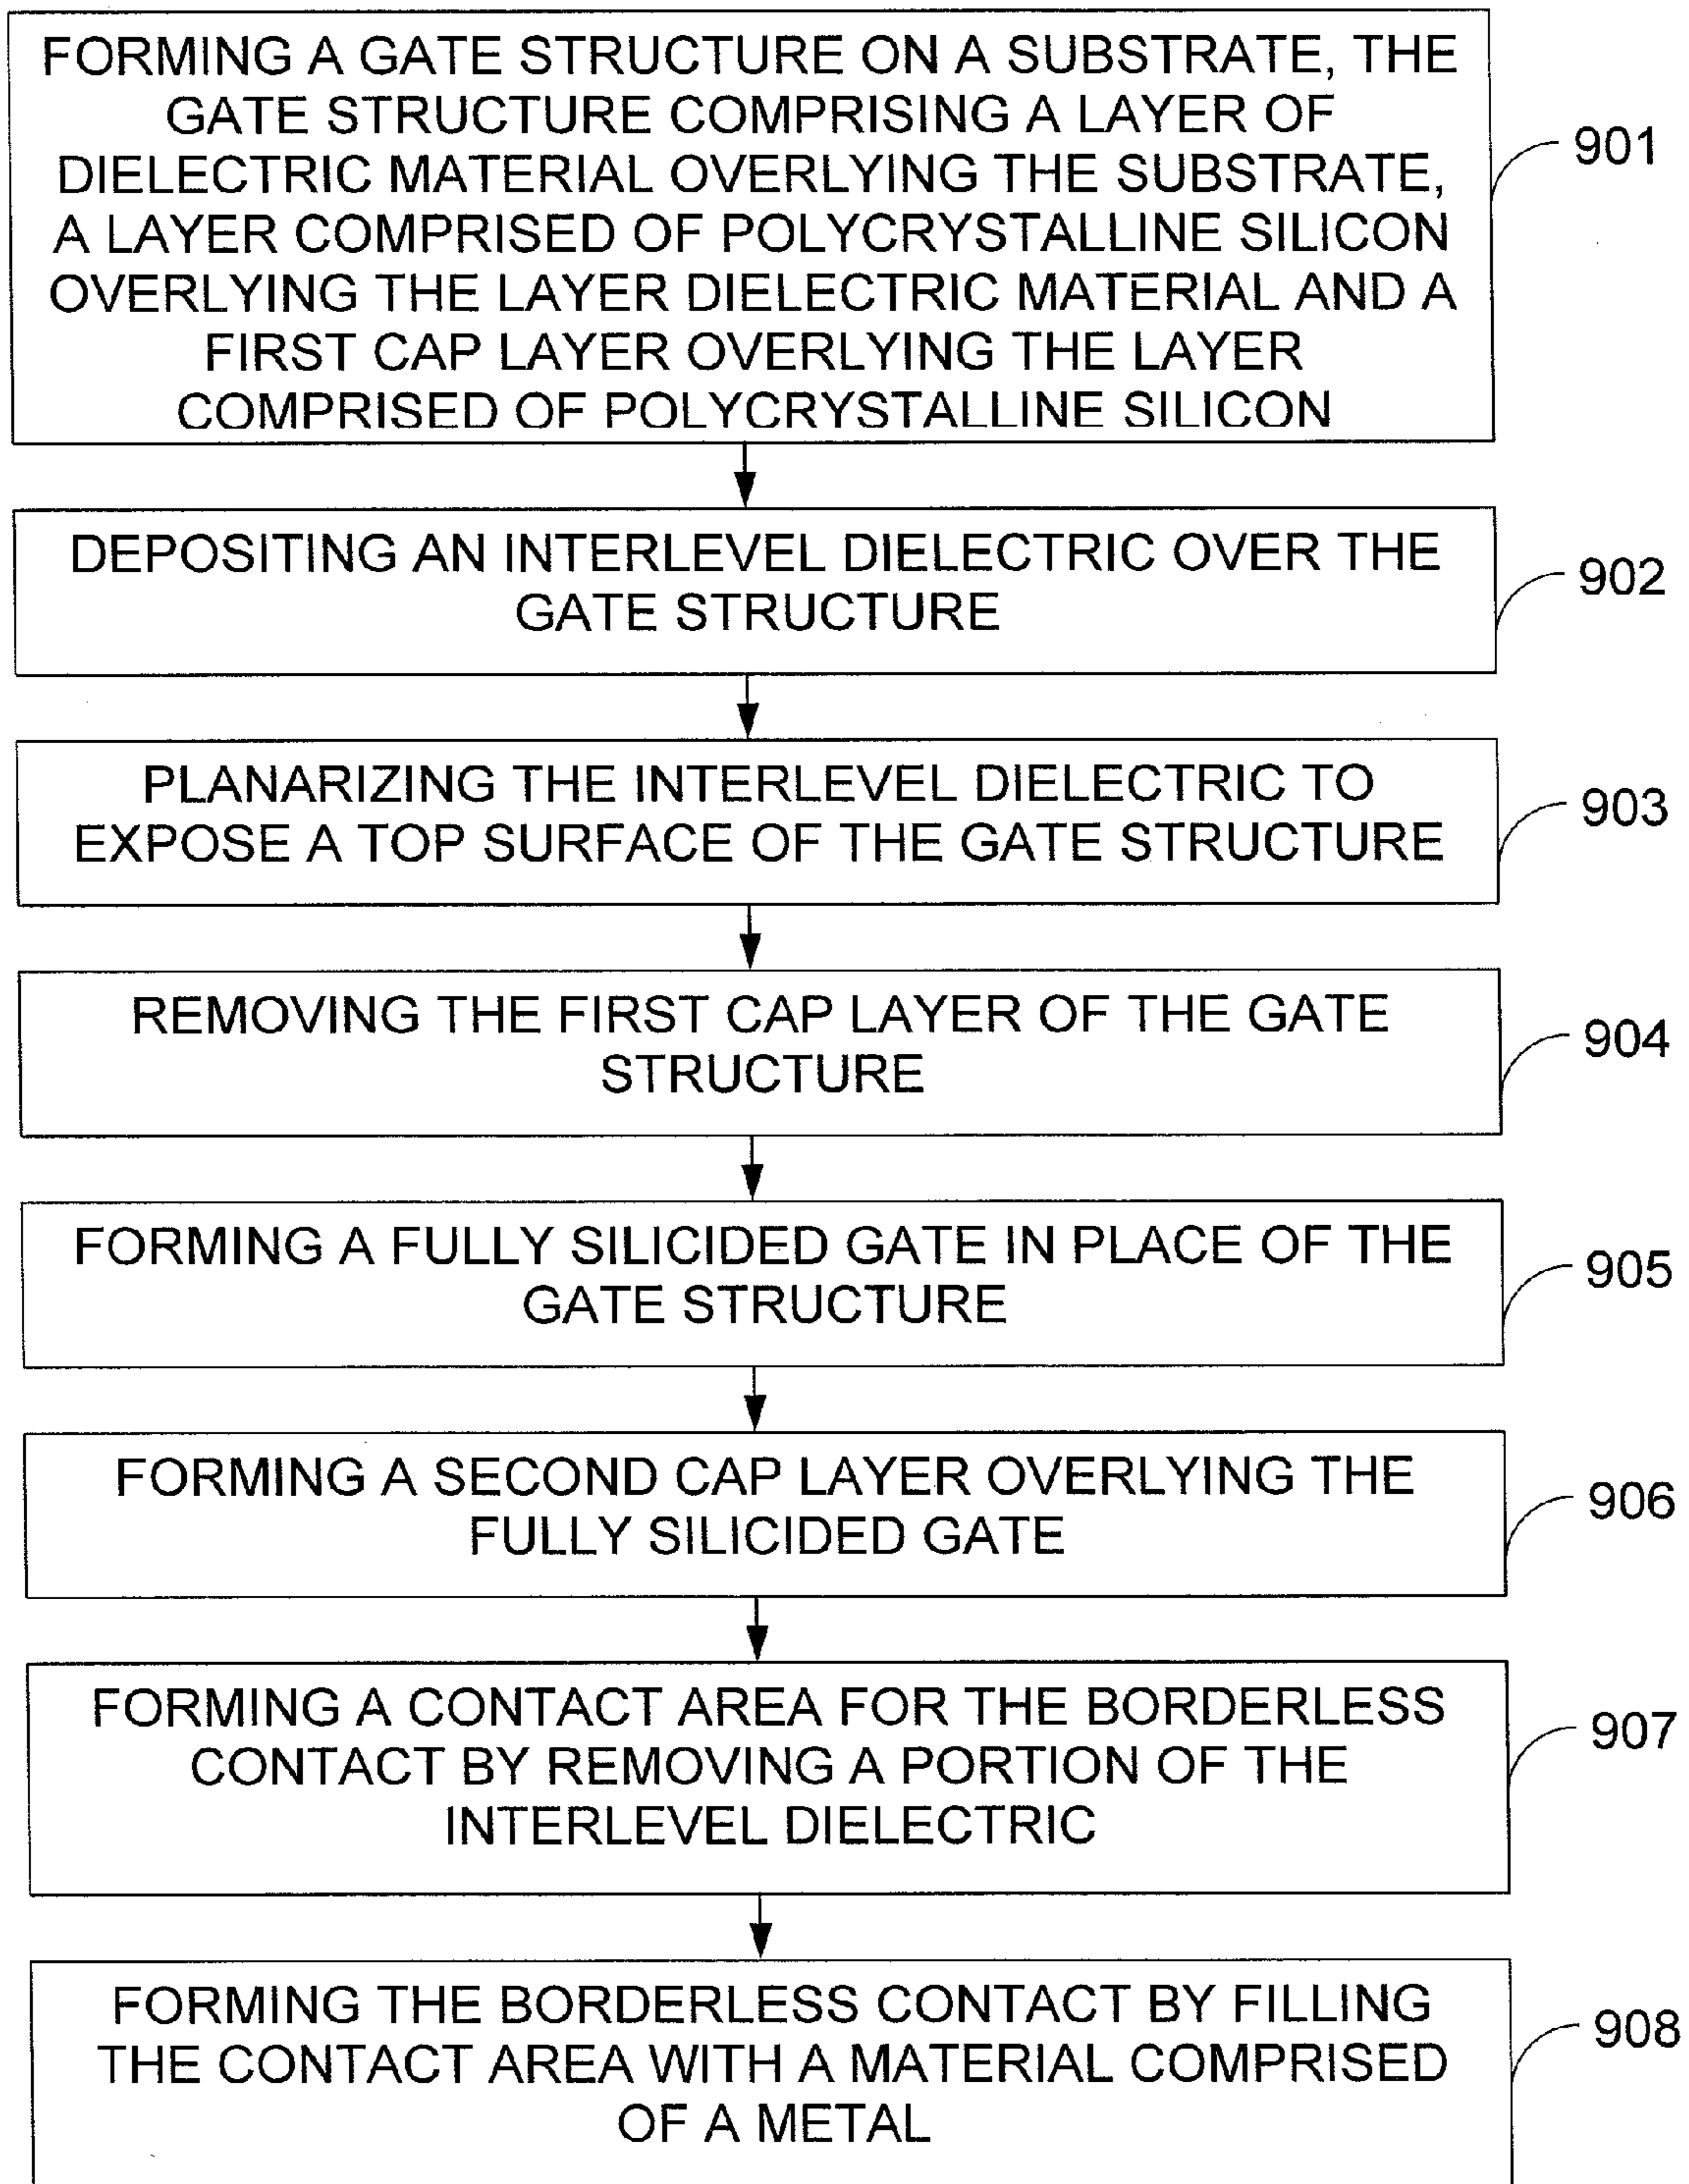 FORMING A GATE STRUCTURE ON A SUBSTRATE, THE
GATE STRUCTURE COMPRISING A LAYER OF
DIELECTRIC MATERIAL OVERLYING THE SUBSTRATE,
A LAYER COMPRISED OF POLYCRYSTALLINE SILICON
OVERLYING THE LAYER DIELECTRIC MATERIAL AND A
FIRST CAP LAYER OVERLYING THE LAYER
COMPRISED OF POLYCRYSTALLINE SILICON
901
DEPOSITING AN INTERLEVEL DIELECTRIC OVER THE
GATE STRUCTURE
902
PLANARIZING THE INTERLEVEL DIELECTRIC TO
EXPOSE A TOP SURFACE OF THE GATE STRUCTURE
903
REMOVING THE FIRST CAP LAYER OF THE GATE
STRUCTURE
904
FORMING A FULLY SILICIDED GATE IN PLACE OF THE
GATE STRUCTURE
905
FORMING A SECOND CAP LAYER OVERLYING THE
FULLY SILICIDED GATE
906
FORMING A CONTACT AREA FOR THE BORDERLESS
CONTACT BY REMOVING A PORTION OF THE
INTERLEVEL DIELECTRIC
907
FORMING THE BORDERLESS CONTACT BY FILLING
THE CONTACT AREA WITH A MATERIAL COMPRISED
OF A METAL
908